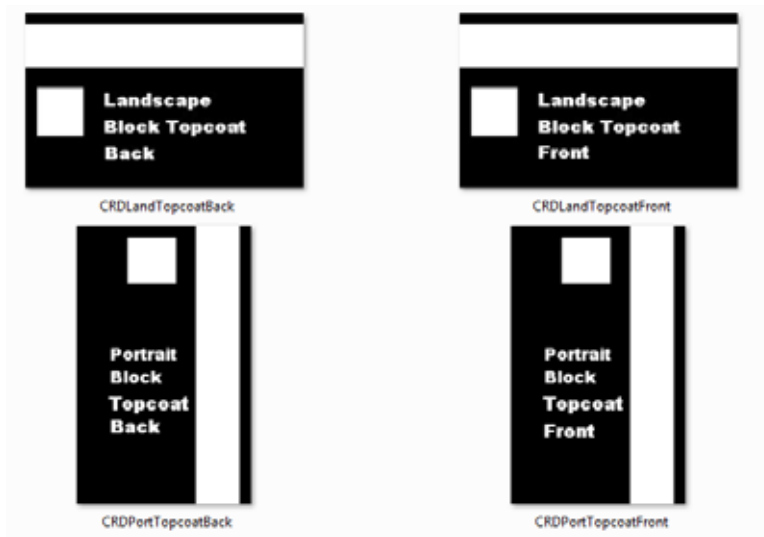 Landscape
Block Topcoat
Back
CRDLandTopcoatBack
Landscape
Block Topcoat
Front
CRDLandTopcoatFront
Portrait
Block
Topcoat
Back
CRDPortTopcoatBack
Portrait
Block
Topcoat
Front
CRDPortTopcoatFront